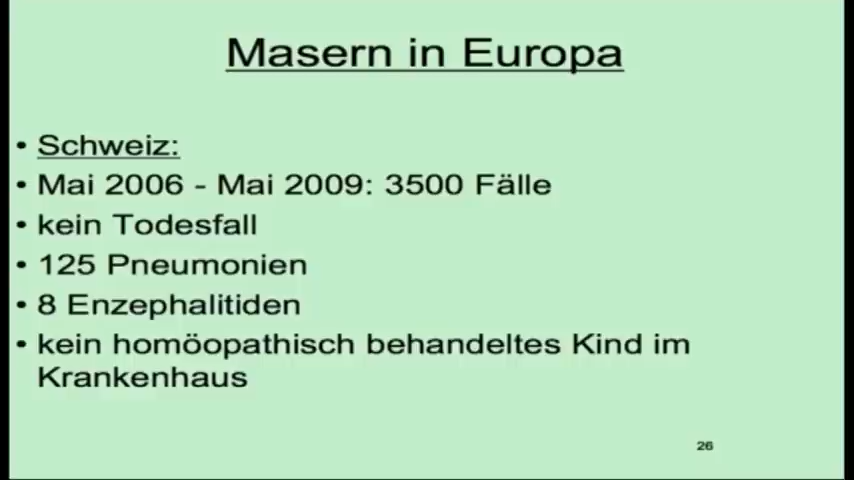 Masern in Europa
• Schweiz:
• Mai 2006 - Mai 2009: 3500 Fälle
• kein Todesfall
• 125 Pneumonien
• 8 Enzephalitiden
• kein homöopathisch behandeltes Kind im
Krankenhaus
26